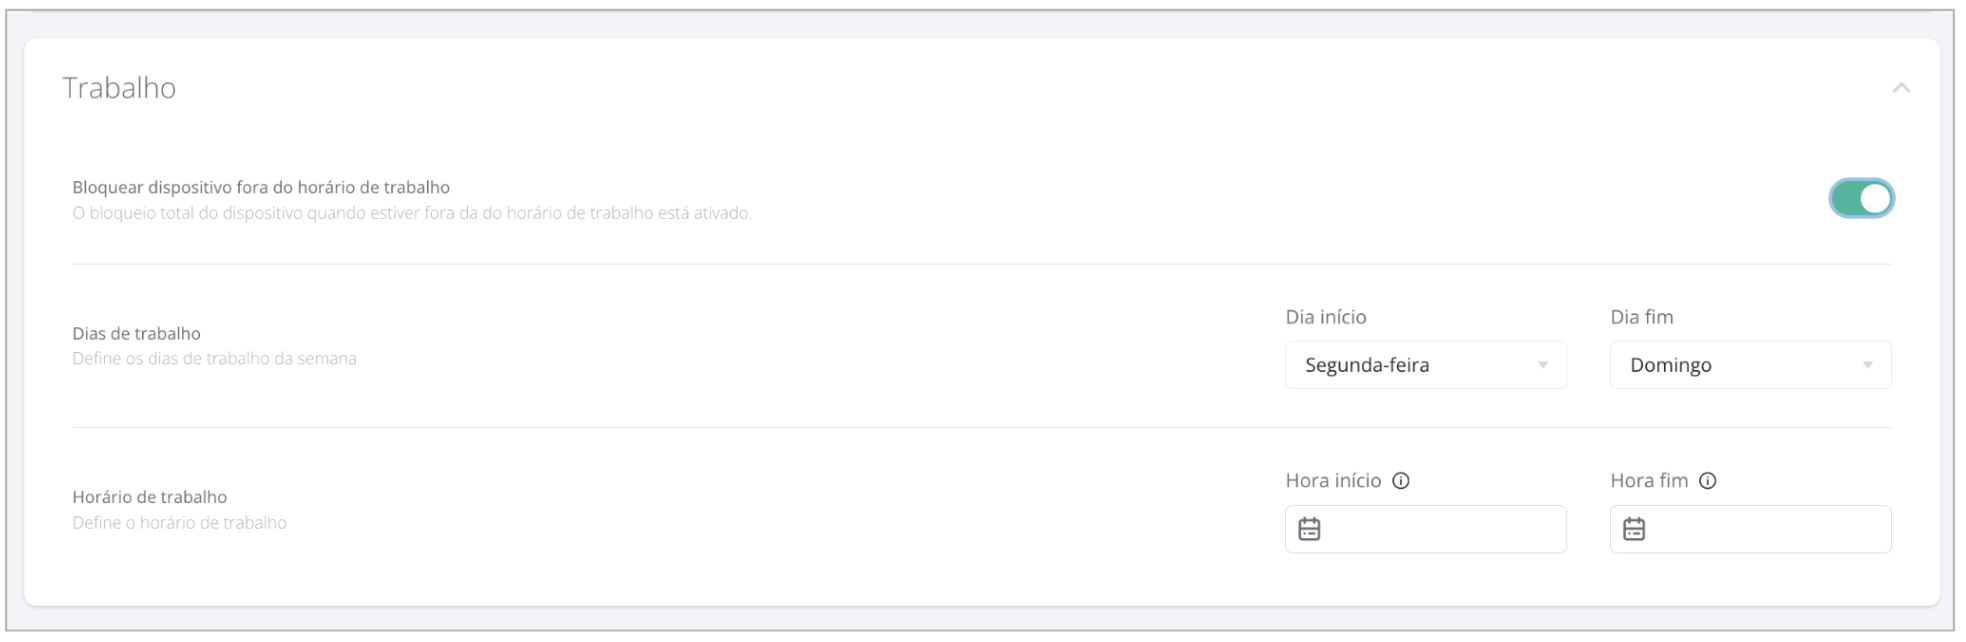 Trabalho
Bloquear dispositivo fora do horário de trabalho
O bloqueio total do dispositivo quando estiver fora da do horário de trabalho está ativado.
Dias de trabalho
Define os dias de trabalho da semana
Dia início
Dia fim
Segunda-feira
Domingo
Horário de trabalho
Define o horário de trabalho
Hora início
Hora fim